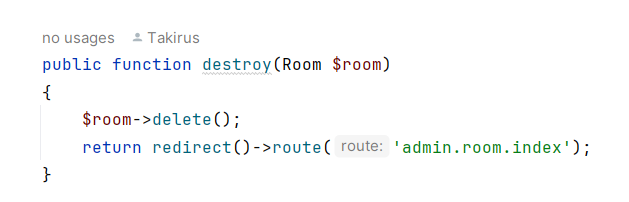 no usages Takirus
public function destroy(Room $room)
{
    $room->delete();
    return redirect()->route( route: 'admin.room.index');
}